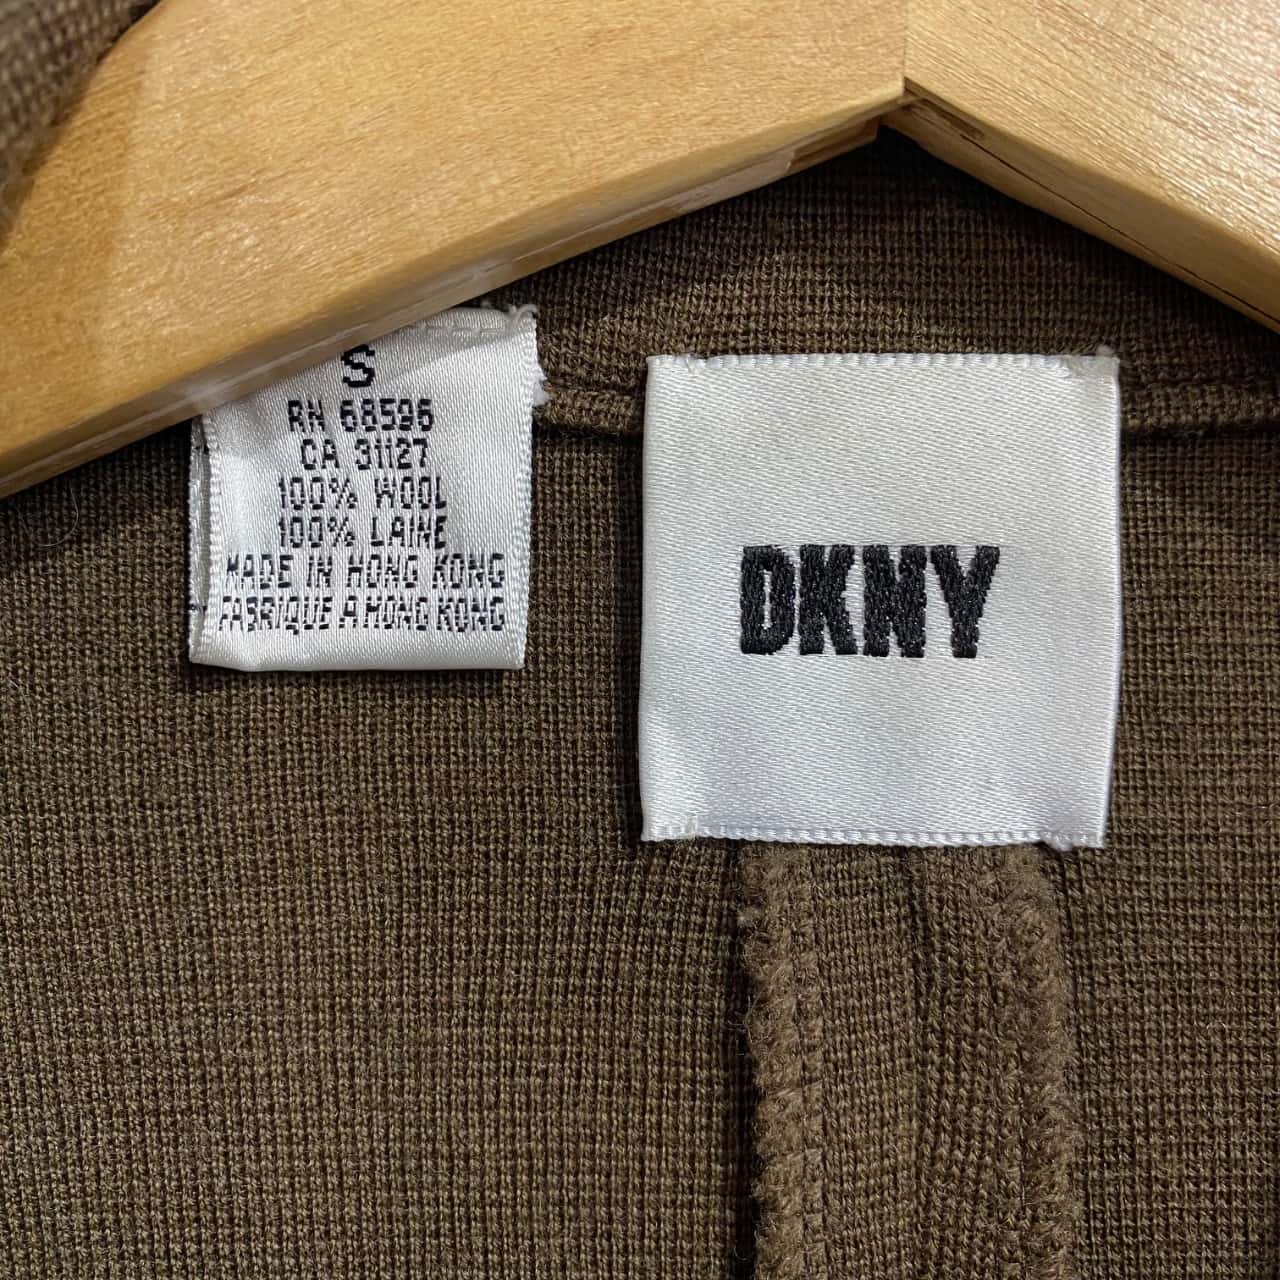 S
RN 68596
CA 31127
100% WOOL
100% LAINE
MADE IN HONG KONG
FABRIQUE A HONG KONG
DKNY